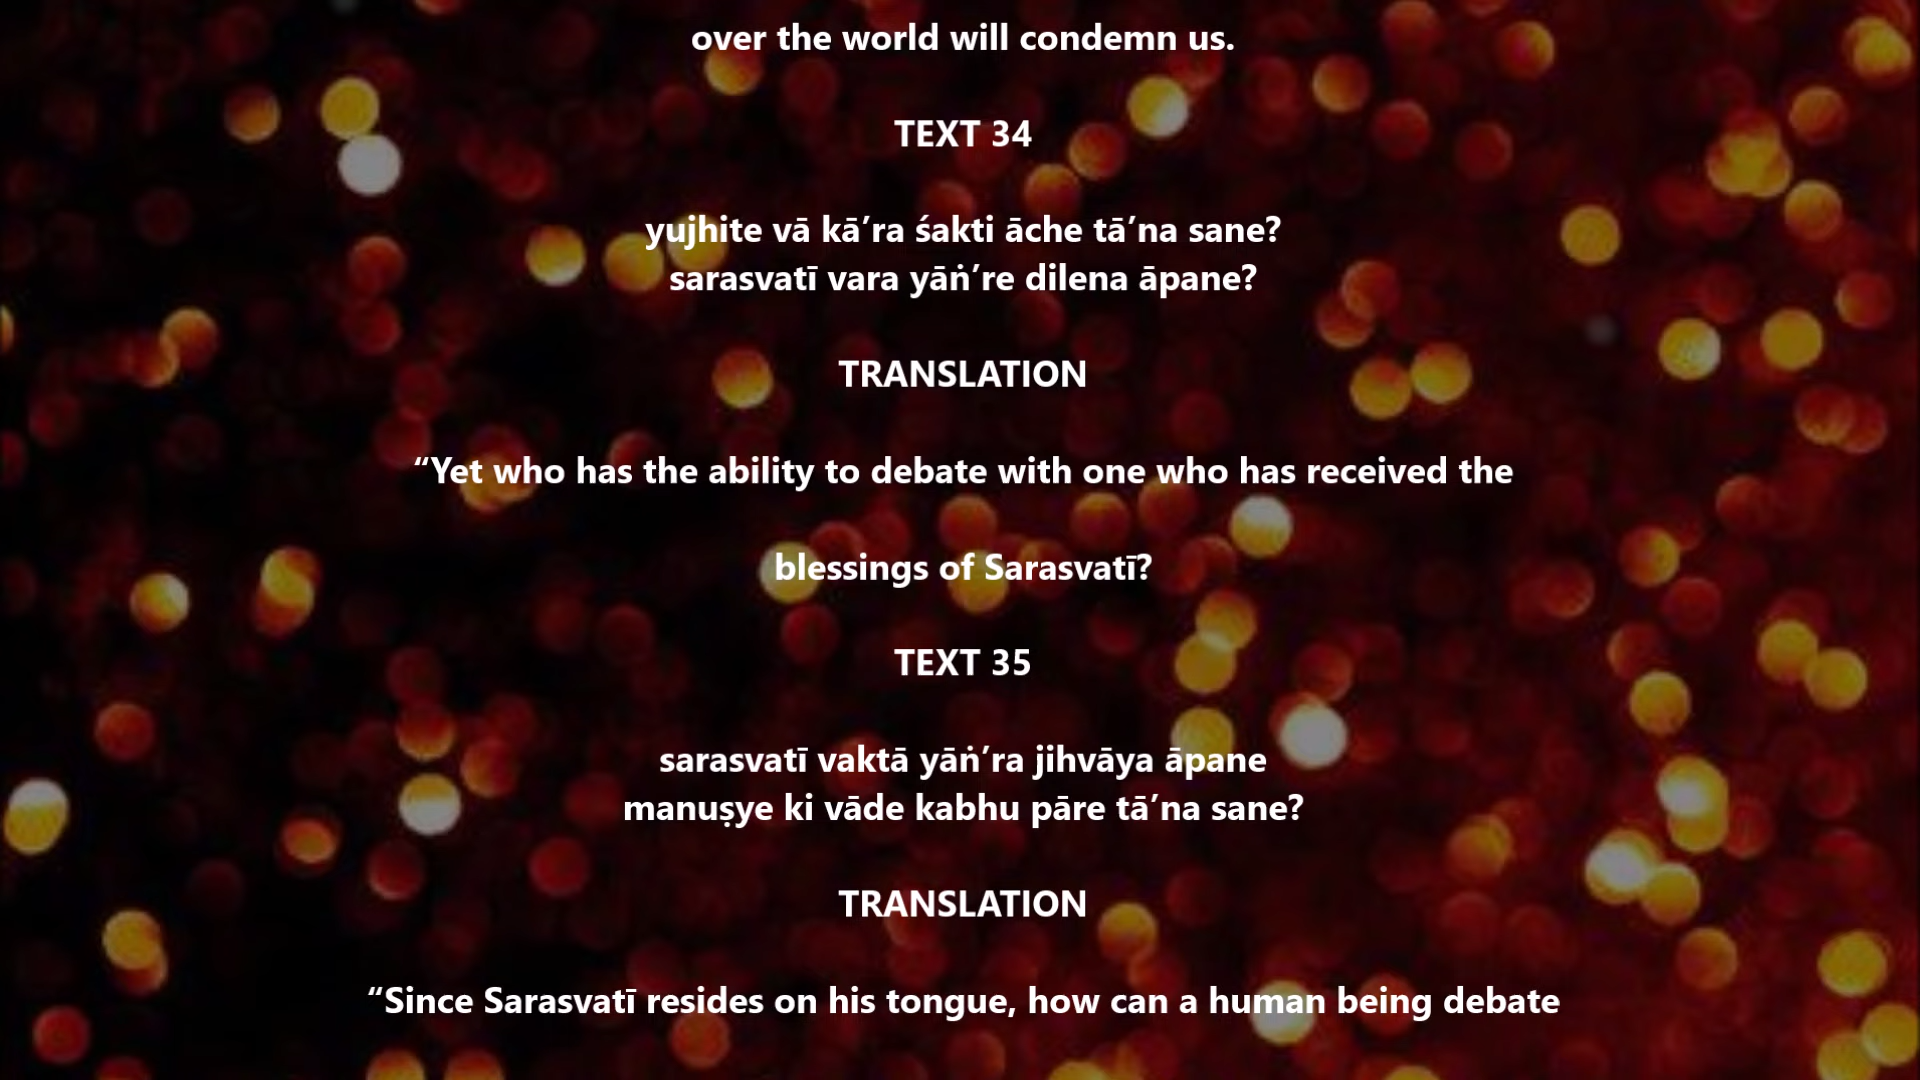 over the world will condemn us.
TEXT 34
yujhite vā kā’ra śakti āche tā’na sane?
sarasvatī vara yāṅ’re dilena āpane?
TRANSLATION
“Yet who has the ability to debate with one who has received the
blessings of Sarasvatī?
TEXT 35
sarasvatī vaktā yāṅ’ra jihvāya āpane
manuṣye ki vāde kabhu pāre tā’na sane?
TRANSLATION
“Since Sarasvatī resides on his tongue, how can a human being debate